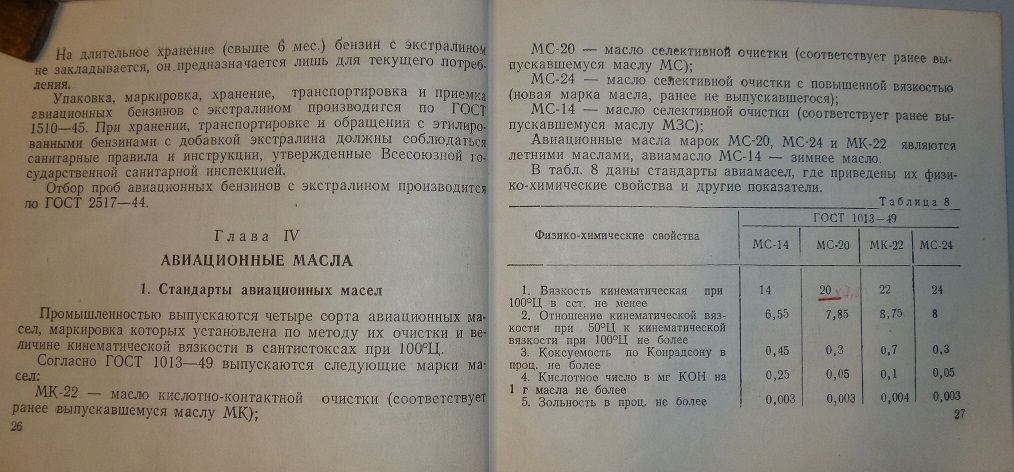 На длительное хранение (свыше 6 мес.) бензин с экстралином
не закладывается, он предназначается лишь для текущего потреб-
ления.
Упаковка, маркировка, хранение, транспортировка и приемка
авиационных бензинов с экстралином производится по ГОСТ
1510—45. При хранении, транспортировке и обращении с этилиро-
ванными бензинами с добавкой экстралина должны соблюдаться
санитарные правила и инструкции, утвержденные Всесоюзной го-
сударственной санитарной инспекцией.
Отбор проб авиационных бензинов с экстралином производится
по ГОСТ 2517—44.
Глава IV
АВИАЦИОННЫЕ МАСЛА
1. Стандарты авиационных масел
Промышленностью выпускаются четыре сорта авиационных ма-
сел, маркировка которых установлена по методу их очистки и ве-
личине кинематической вязкости в сантистоксах при 100°Ц.
Согласно ГОСТ 1013—49 выпускаются следующие марки ма-
сел:
МК-22 — масло кислотно-контактной очистки (соответствует
ранее выпускавшемуся маслу МК);
26
МС-20 — масло селективной очистки (соответствует ранее вы-
пускавшемуся маслу МС);
МС-24 — масло селективной очистки с повышенной вязкостью
(новая марка масла, ранее не выпускавшегося);
МС-14 — масло селективной очистки (соответствует ранее вы-
пускавшемуся маслу МЗС);
Авиационные масла марок МС-20, МС-24 и МК-22 являются
летними маслами, авиамасло МС-14 — зимнее масло.
В табл. 8 даны стандарты авиамасел, где приведены их физи-
ко-химические свойства и другие показатели.
Таблица 8
Физико-химические свойства
ГОСТ 1013—49
МС-14 МС-20 МК-22 МС-24
1. Вязкость кинематическая при
100°Ц в сст. не менее 14 20 22 24
2. Отношение кинематической вяз-
кости при 50°Ц к кинематической
вязкости при 100°Ц не более 6,55 7,85 8,75 8
3. Коксуемость по Конрадсону в
проц. не более 0,45 0,3 0,7 0,3
4. Кислотное число в мг КОН на
1 г масла не более 0,25 0,05 0,1 0,05
5. Зольность в проц. не более 0,003 0,003 0,004 0,003
27